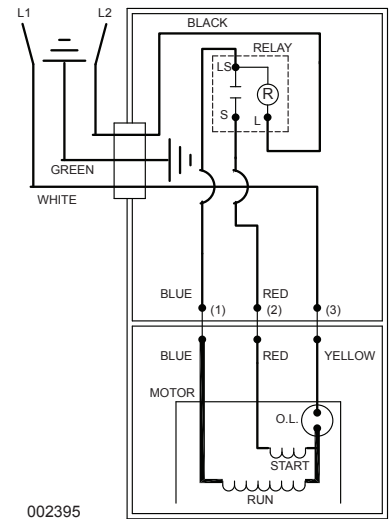 L1
L2
BLACK
RELAY
LS
R
S
L
GREEN
WHITE
BLUE
RED
(1)
(2)
(3)
BLUE
RED
YELLOW
MOTOR
O.L.
START
RUN
002395